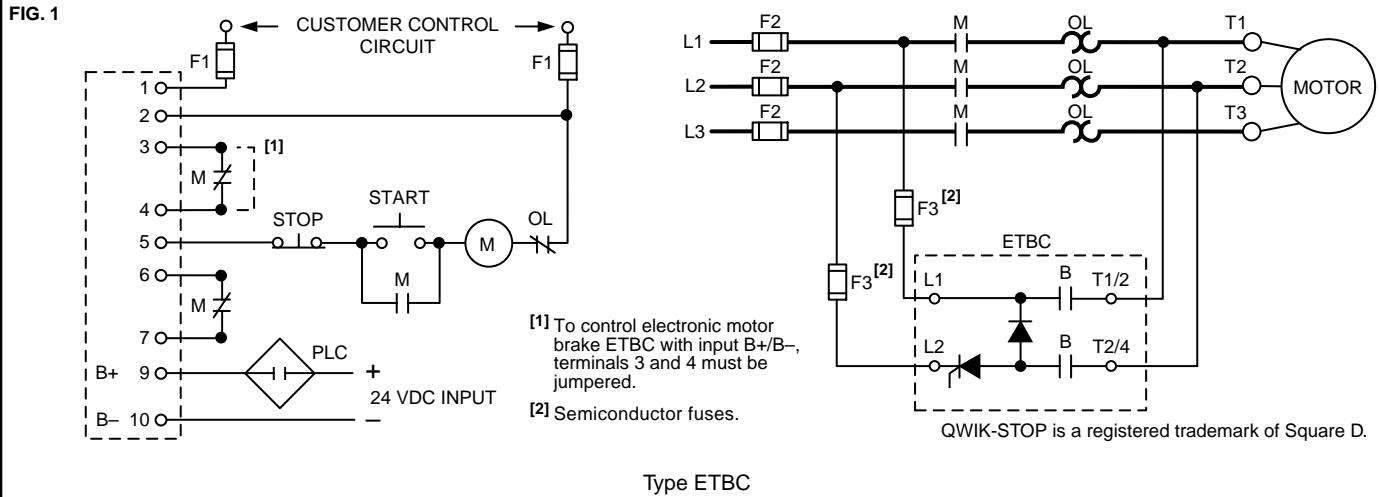 FIG. 1
CUSTOMER CONTROL
CIRCUIT
F1
F1
1
2
3
[1]
M
4
START
STOP
OL
5
M
6
M
M
7
PLC
B+ 9
+
24 VDC INPUT
B– 10
–
[1] To control electronic motor
brake ETBC with input B+/B–,
terminals 3 and 4 must be
jumpered.
[2] Semiconductor fuses.
F2
M
OL
T1
L1
F2
M
OL
T2
L2
MOTOR
F2
M
OL
T3
L3
F3 [2]
ETBC
F3 [2]
L1
B
T1/2
L2
B
T2/4
QWIK-STOP is a registered trademark of Square D.
Type ETBC